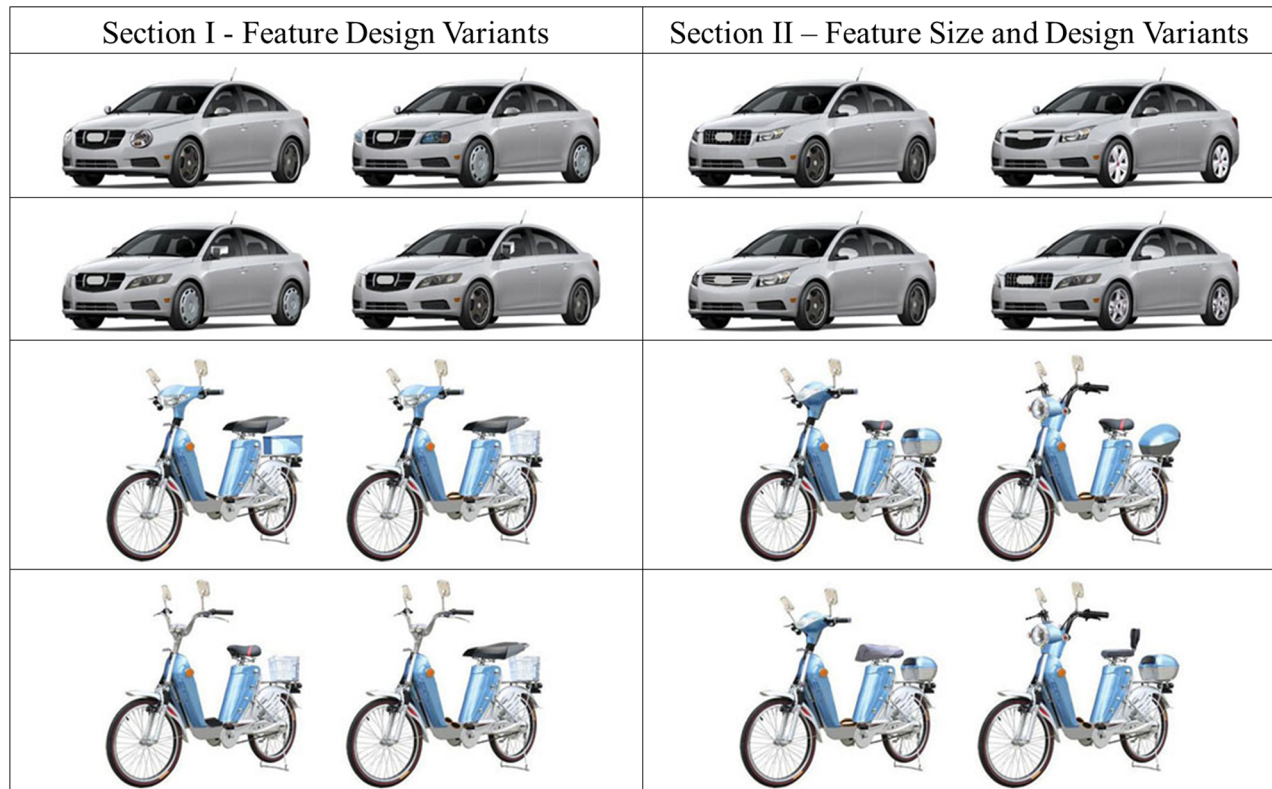 Section I - Feature Design Variants
Section II – Feature Size and Design Variants